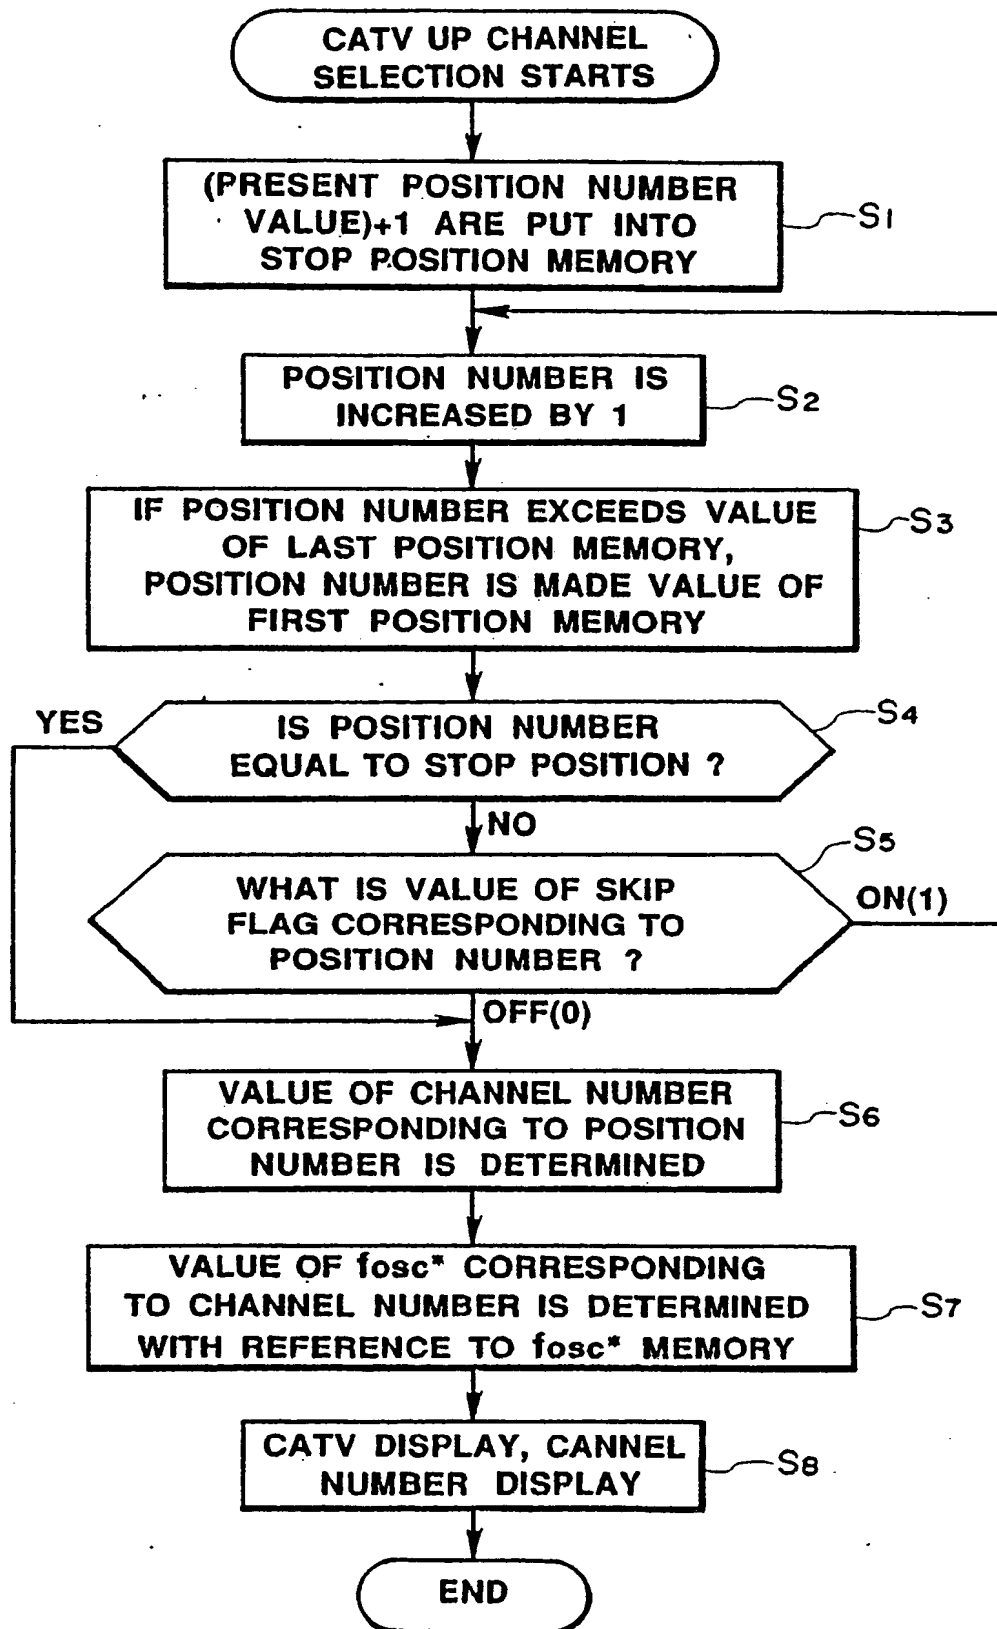 CATV UP CHANNEL
SELECTION STARTS
(PRESENT POSITION NUMBER
VALUE)+1 ARE PUT INTO
STOP POSITION MEMORY
S1
POSITION NUMBER IS
INCREASED BY 1
S2
IF POSITION NUMBER EXCEEDS VALUE
OF LAST POSITION MEMORY,
POSITION NUMBER IS MADE VALUE OF
FIRST POSITION MEMORY
S3
YES
IS POSITION NUMBER
EQUAL TO STOP POSITION ?
S4
NO
WHAT IS VALUE OF SKIP
FLAG CORRESPONDING TO
POSITION NUMBER ?
S5
ON(1)
OFF(0)
VALUE OF CHANNEL NUMBER
CORRESPONDING TO POSITION
NUMBER IS DETERMINED
S6
VALUE OF fosc* CORRESPONDING
TO CHANNEL NUMBER IS DETERMINED
WITH REFERENCE TO fosc* MEMORY
S7
CATV DISPLAY, CANNEL
NUMBER DISPLAY
S8
END